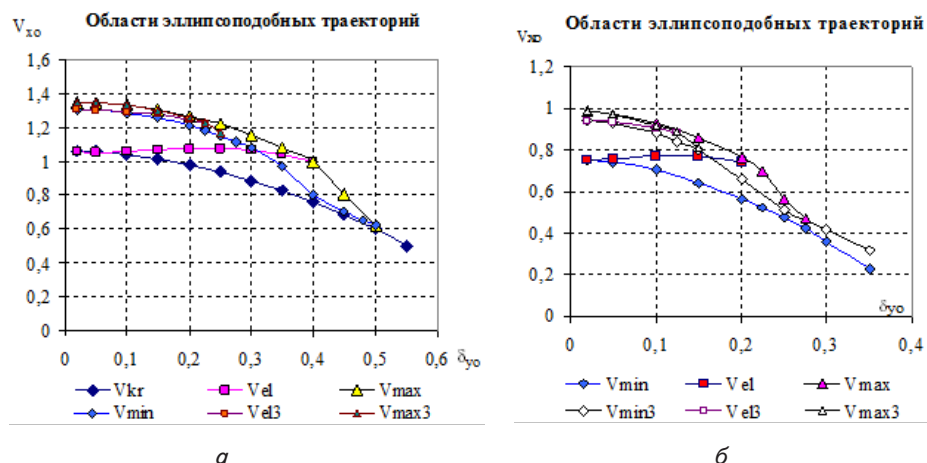 Области эллипсоподобных траекторий
V xo
1,6
1,4
1,2
1
0,8
0,6
0,4
0,2
0
0 0,1 0,2 0,3 0,4 0,5 0,6
δyo
Vkr Vel Vmax
Vmin Vel3 Vmax3
а
Области эллипсоподобных траекторий
Vxo
1,2
1
0,8
0,6
0,4
0,2
0
0 0,1 0,2 0,3 0,4
δyo
Vmin Vel Vmax
Vmin3 Vel3 Vmax3
б